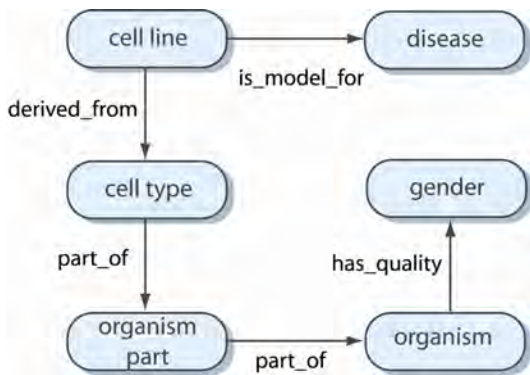 cell line
disease
is_model_for
derived_from
cell type
gender
part_of
has_quality
organism
part
part_of
organism